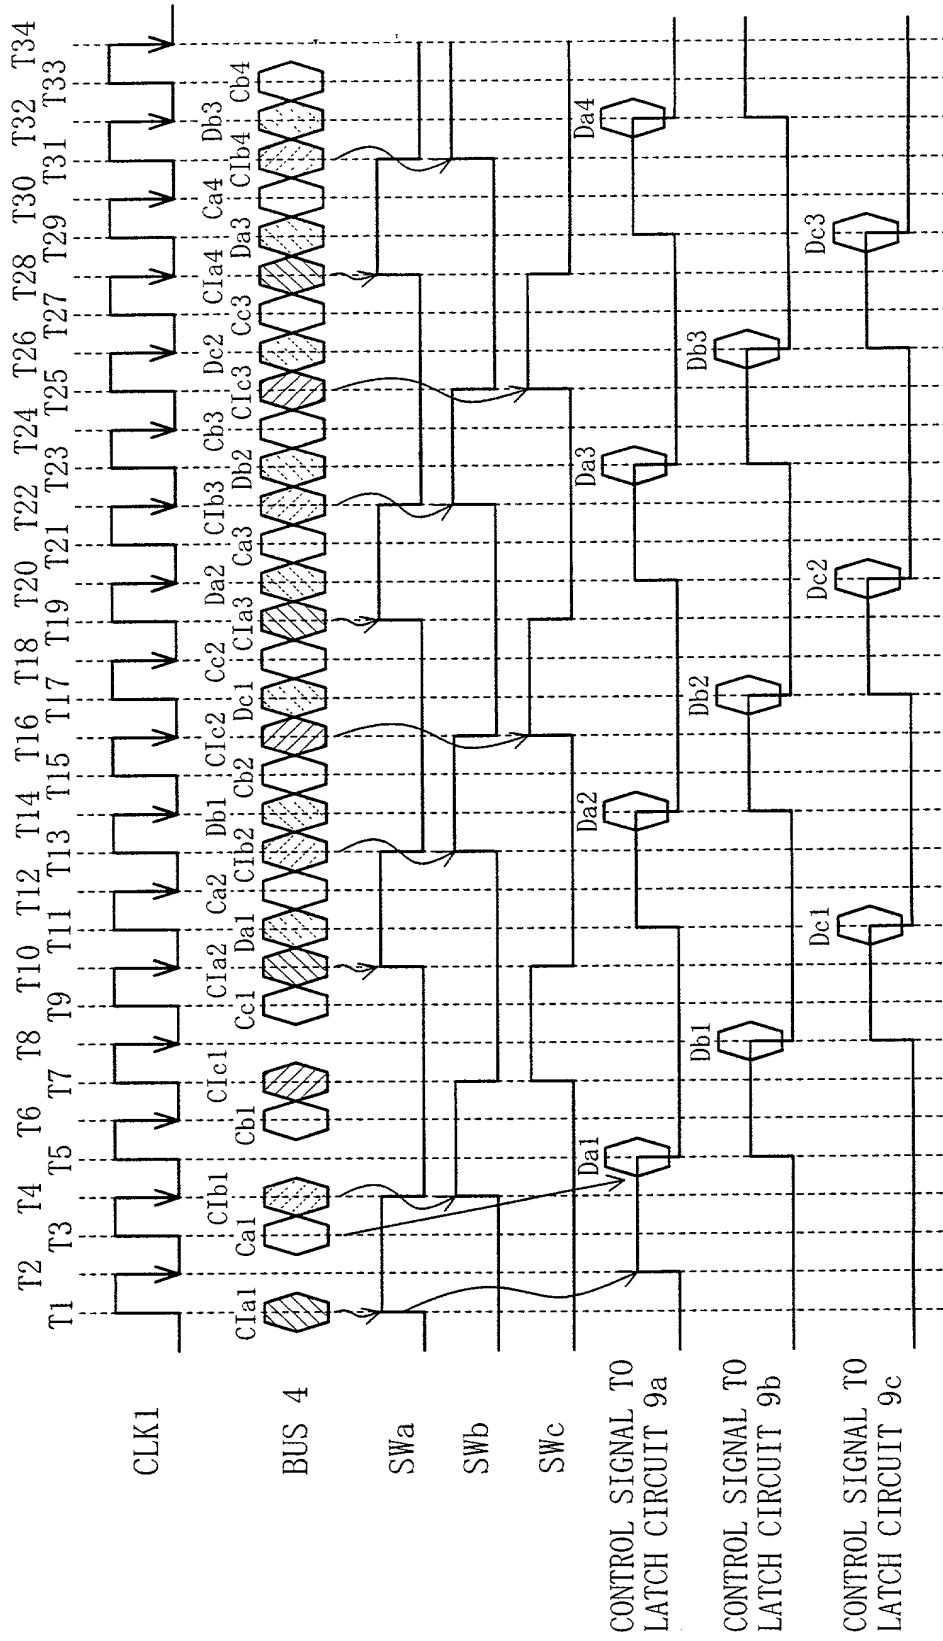 T1 T2 T3 T4 T5 T6 T7 T8 T9 T10 T11 T12 T13 T14 T15 T16 T17 T18 T19 T20 T21 T22 T23 T24 T25 T26 T27 T28 T29 T30 T31 T32 T33 T34
CLK1
CIa1 Ca1 CIb1 Cb1 CIc1 Cc1 CIa2 Da1 Ca2 CIb2 Db1 Cb2 CIc2 Dc1 Cc2 CIa3 Da2 Ca3 CIb3 Db2 Cb3 CIc3 Dc2 Cc3 CIa4 Da3 Ca4 CIb4 Db3 Cb4
BUS 4
SWa
SWb
SWc
Da1 Da2 Da3 Da4
CONTROL SIGNAL TO
LATCH CIRCUIT 9a
Db1 Db2 Db3
CONTROL SIGNAL TO
LATCH CIRCUIT 9b
Dc1 Dc2 Dc3
CONTROL SIGNAL TO
LATCH CIRCUIT 9c